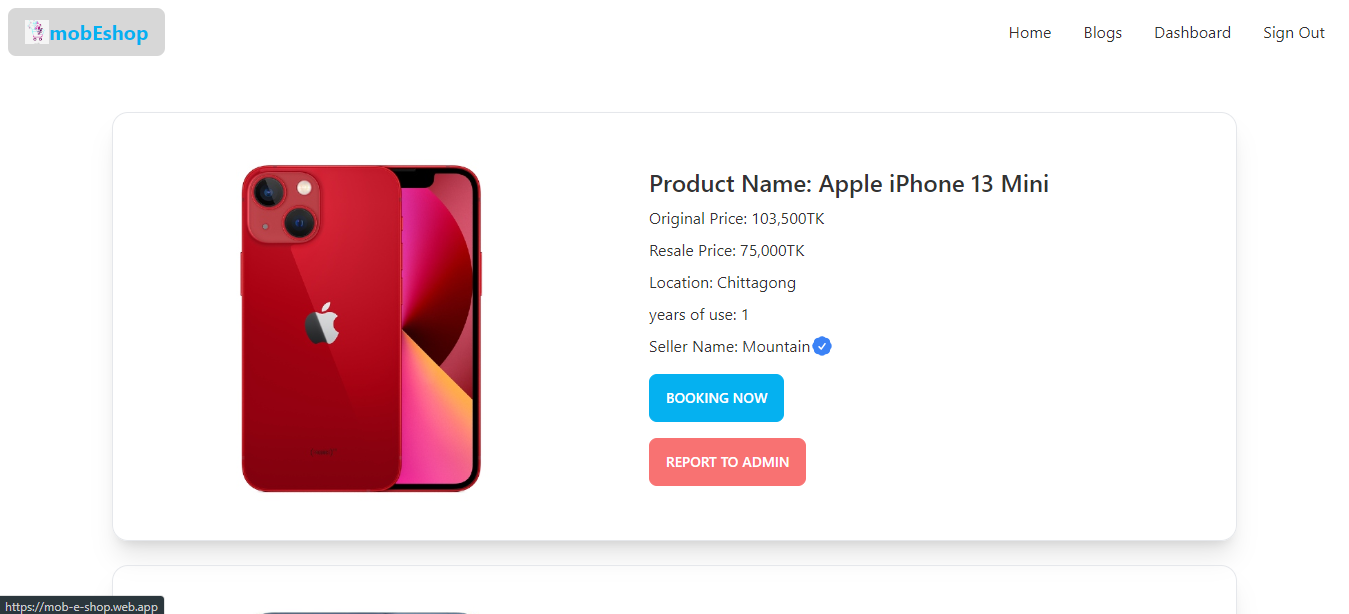 mobEshop
Home Blogs Dashboard Sign Out
Product Name: Apple iPhone 13 Mini
Original Price: 103,500TK
Resale Price: 75,000TK
Location: Chittagong
years of use: 1
Seller Name: Mountain
BOOKING NOW
REPORT TO ADMIN
https://mob-e-shop.web.app